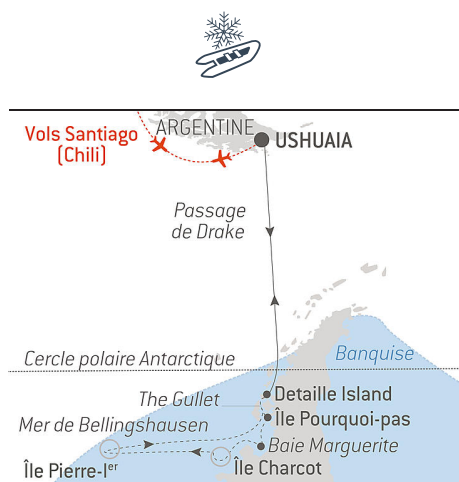 ARGENTINE
Vols Santiago
(Chili)
USHUAIA
Passage
de Drake
Cercle polaire Antarctique
Banquise
The Gullet
Detaille Island
Mer de Bellingshausen
Île Pourquoi-pas
Baie Marguerite
Île Pierre-Iᵉʳ
Île Charcot